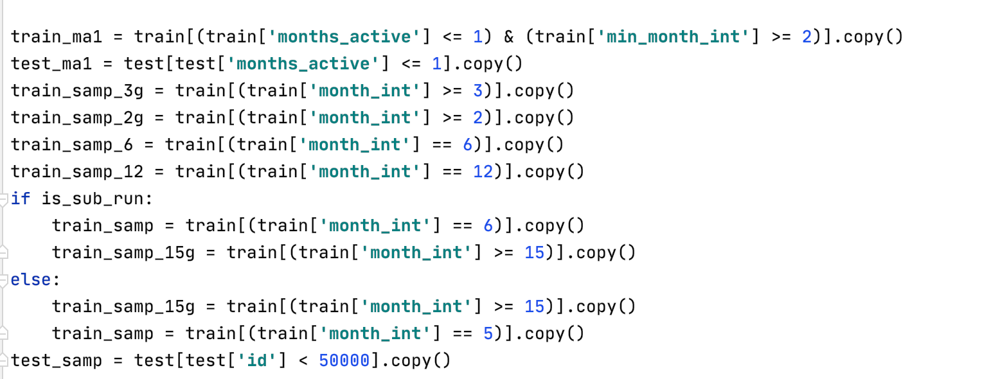 train_ma1 = train[(train['months_active'] <= 1) & (train['min_month_int'] >= 2)].copy()
test_ma1 = test[test['months_active'] <= 1].copy()
train_samp_3g = train[(train['month_int'] >= 3)].copy()
train_samp_2g = train[(train['month_int'] >= 2)].copy()
train_samp_6 = train[(train['month_int'] == 6)].copy()
train_samp_12 = train[(train['month_int'] == 12)].copy()
if is_sub_run:
    train_samp = train[(train['month_int'] == 6)].copy()
    train_samp_15g = train[(train['month_int'] >= 15)].copy()
else:
    train_samp_15g = train[(train['month_int'] >= 15)].copy()
    train_samp = train[(train['month_int'] == 5)].copy()
test_samp = test[test['id'] < 50000].copy()